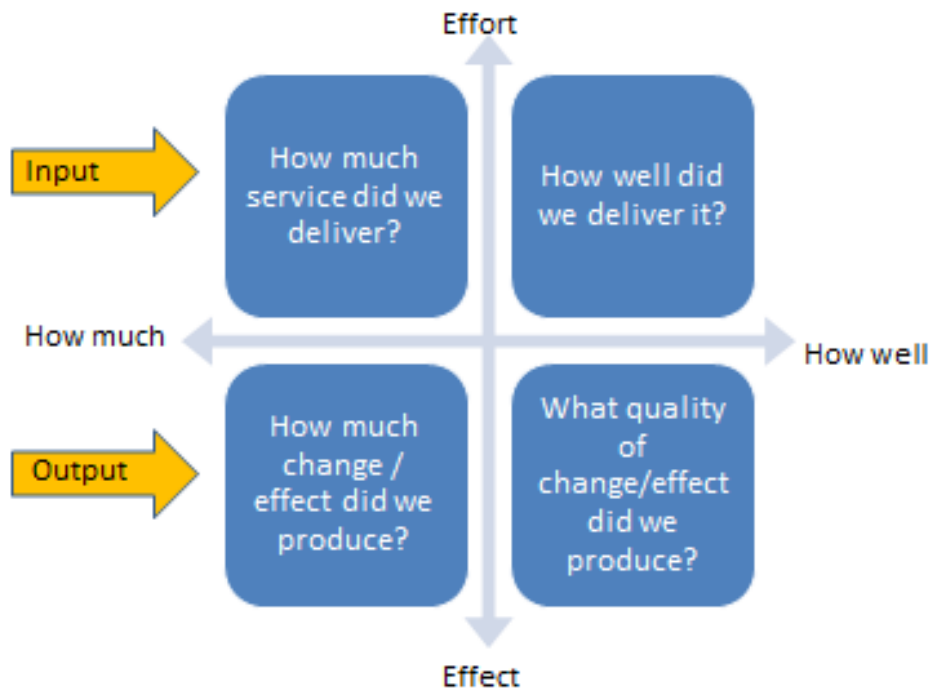 Effort
Input
How much
service did we
deliver?
How well did
we deliver it?
How much
How well
Output
How much
change /
effect did we
produce?
What quality
of
change/effect
did we
produce?
Effect